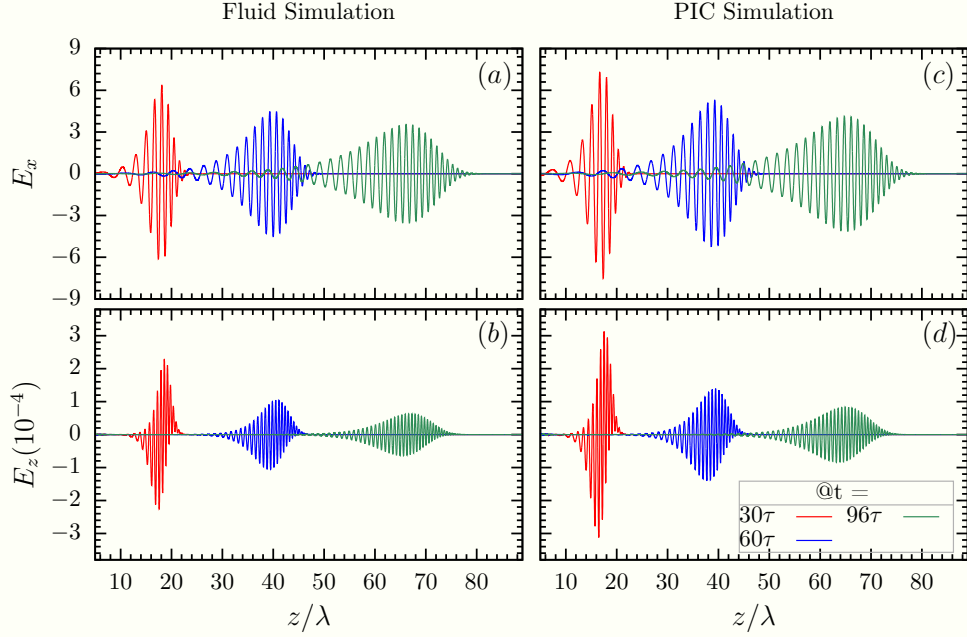 Fluid Simulation
PIC Simulation
9
6
3
0
−3
−6
−9
E_x
(a)
(c)
3
2
1
0
−1
−2
−3
E_z(10^{−4})
(b)
(d)
@t =
30τ 96τ
60τ
10 20 30 40 50 60 70 80
10 20 30 40 50 60 70 80
z/λ
z/λ